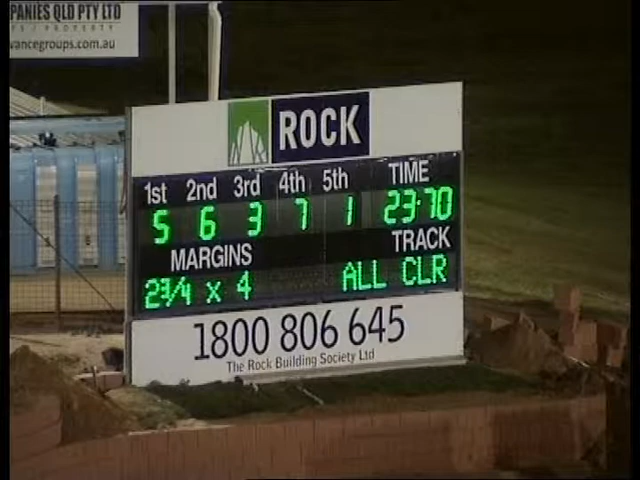 PANIES QLD PTY LTD
/ PROPERTY
vancegroups.com.au
ROCK
1st 2nd 3rd 4th 5th TIME
5 6 3 7 1 23.70
MARGINS TRACK
2¾ x 4 ALL CLR
1800 806 645
The Rock Building Society Ltd